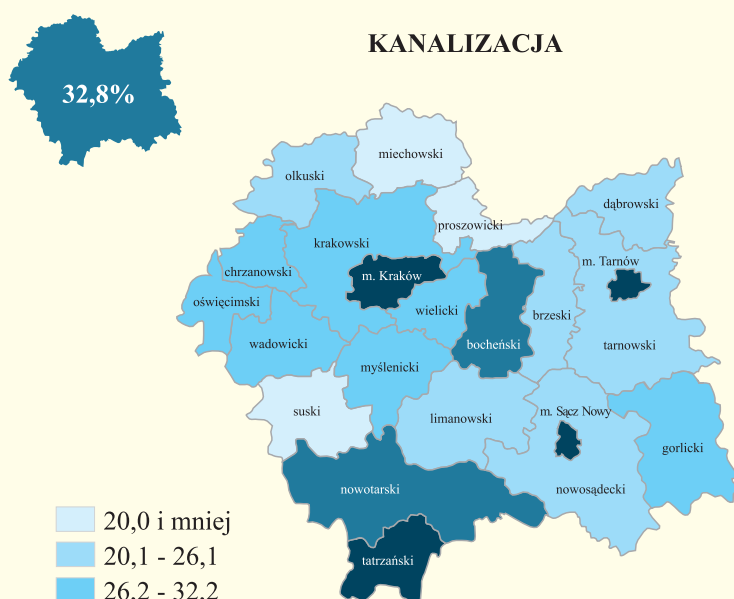 KANALIZACJA
32,8%
miechowski
olkuski
dąbrowski
proszowicki
krakowski
m. Tarnów
chrzanowski
m. Kraków
oświęcimski
wielicki
brzeski
wadowicki
bocheński
tarnowski
myślenicki
suski
limanowski
m. Sącz Nowy
gorlicki
nowotarski
nowosądecki
20,0 i mniej
20,1 - 26,1
tatrzański
26,2 - 32,2